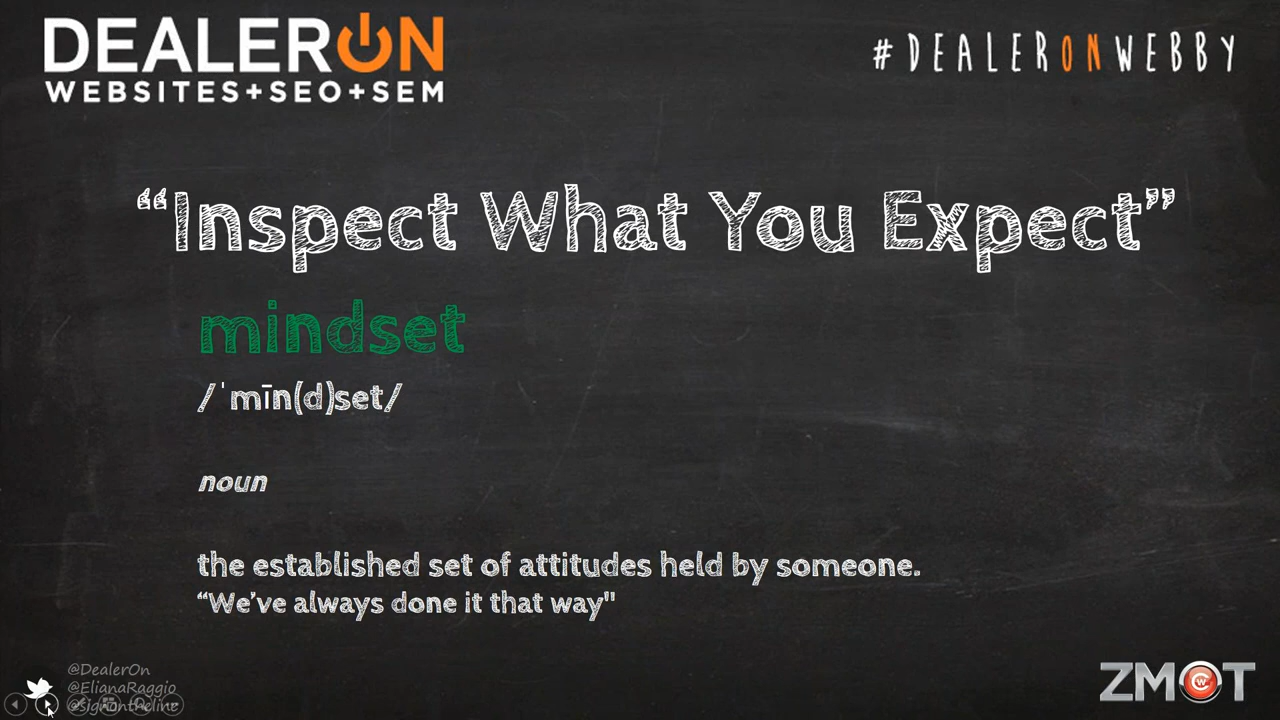 DEALERON
WEBSITES+SEO+SEM
#DEALERONWEBBY
“Inspect What You Expect”
mindset
/ˈmīn(d)set/
noun
the established set of attitudes held by someone.
“We’ve always done it that way"
@DealerOn
@ElianaRaggio
@signontheline
ZMOT